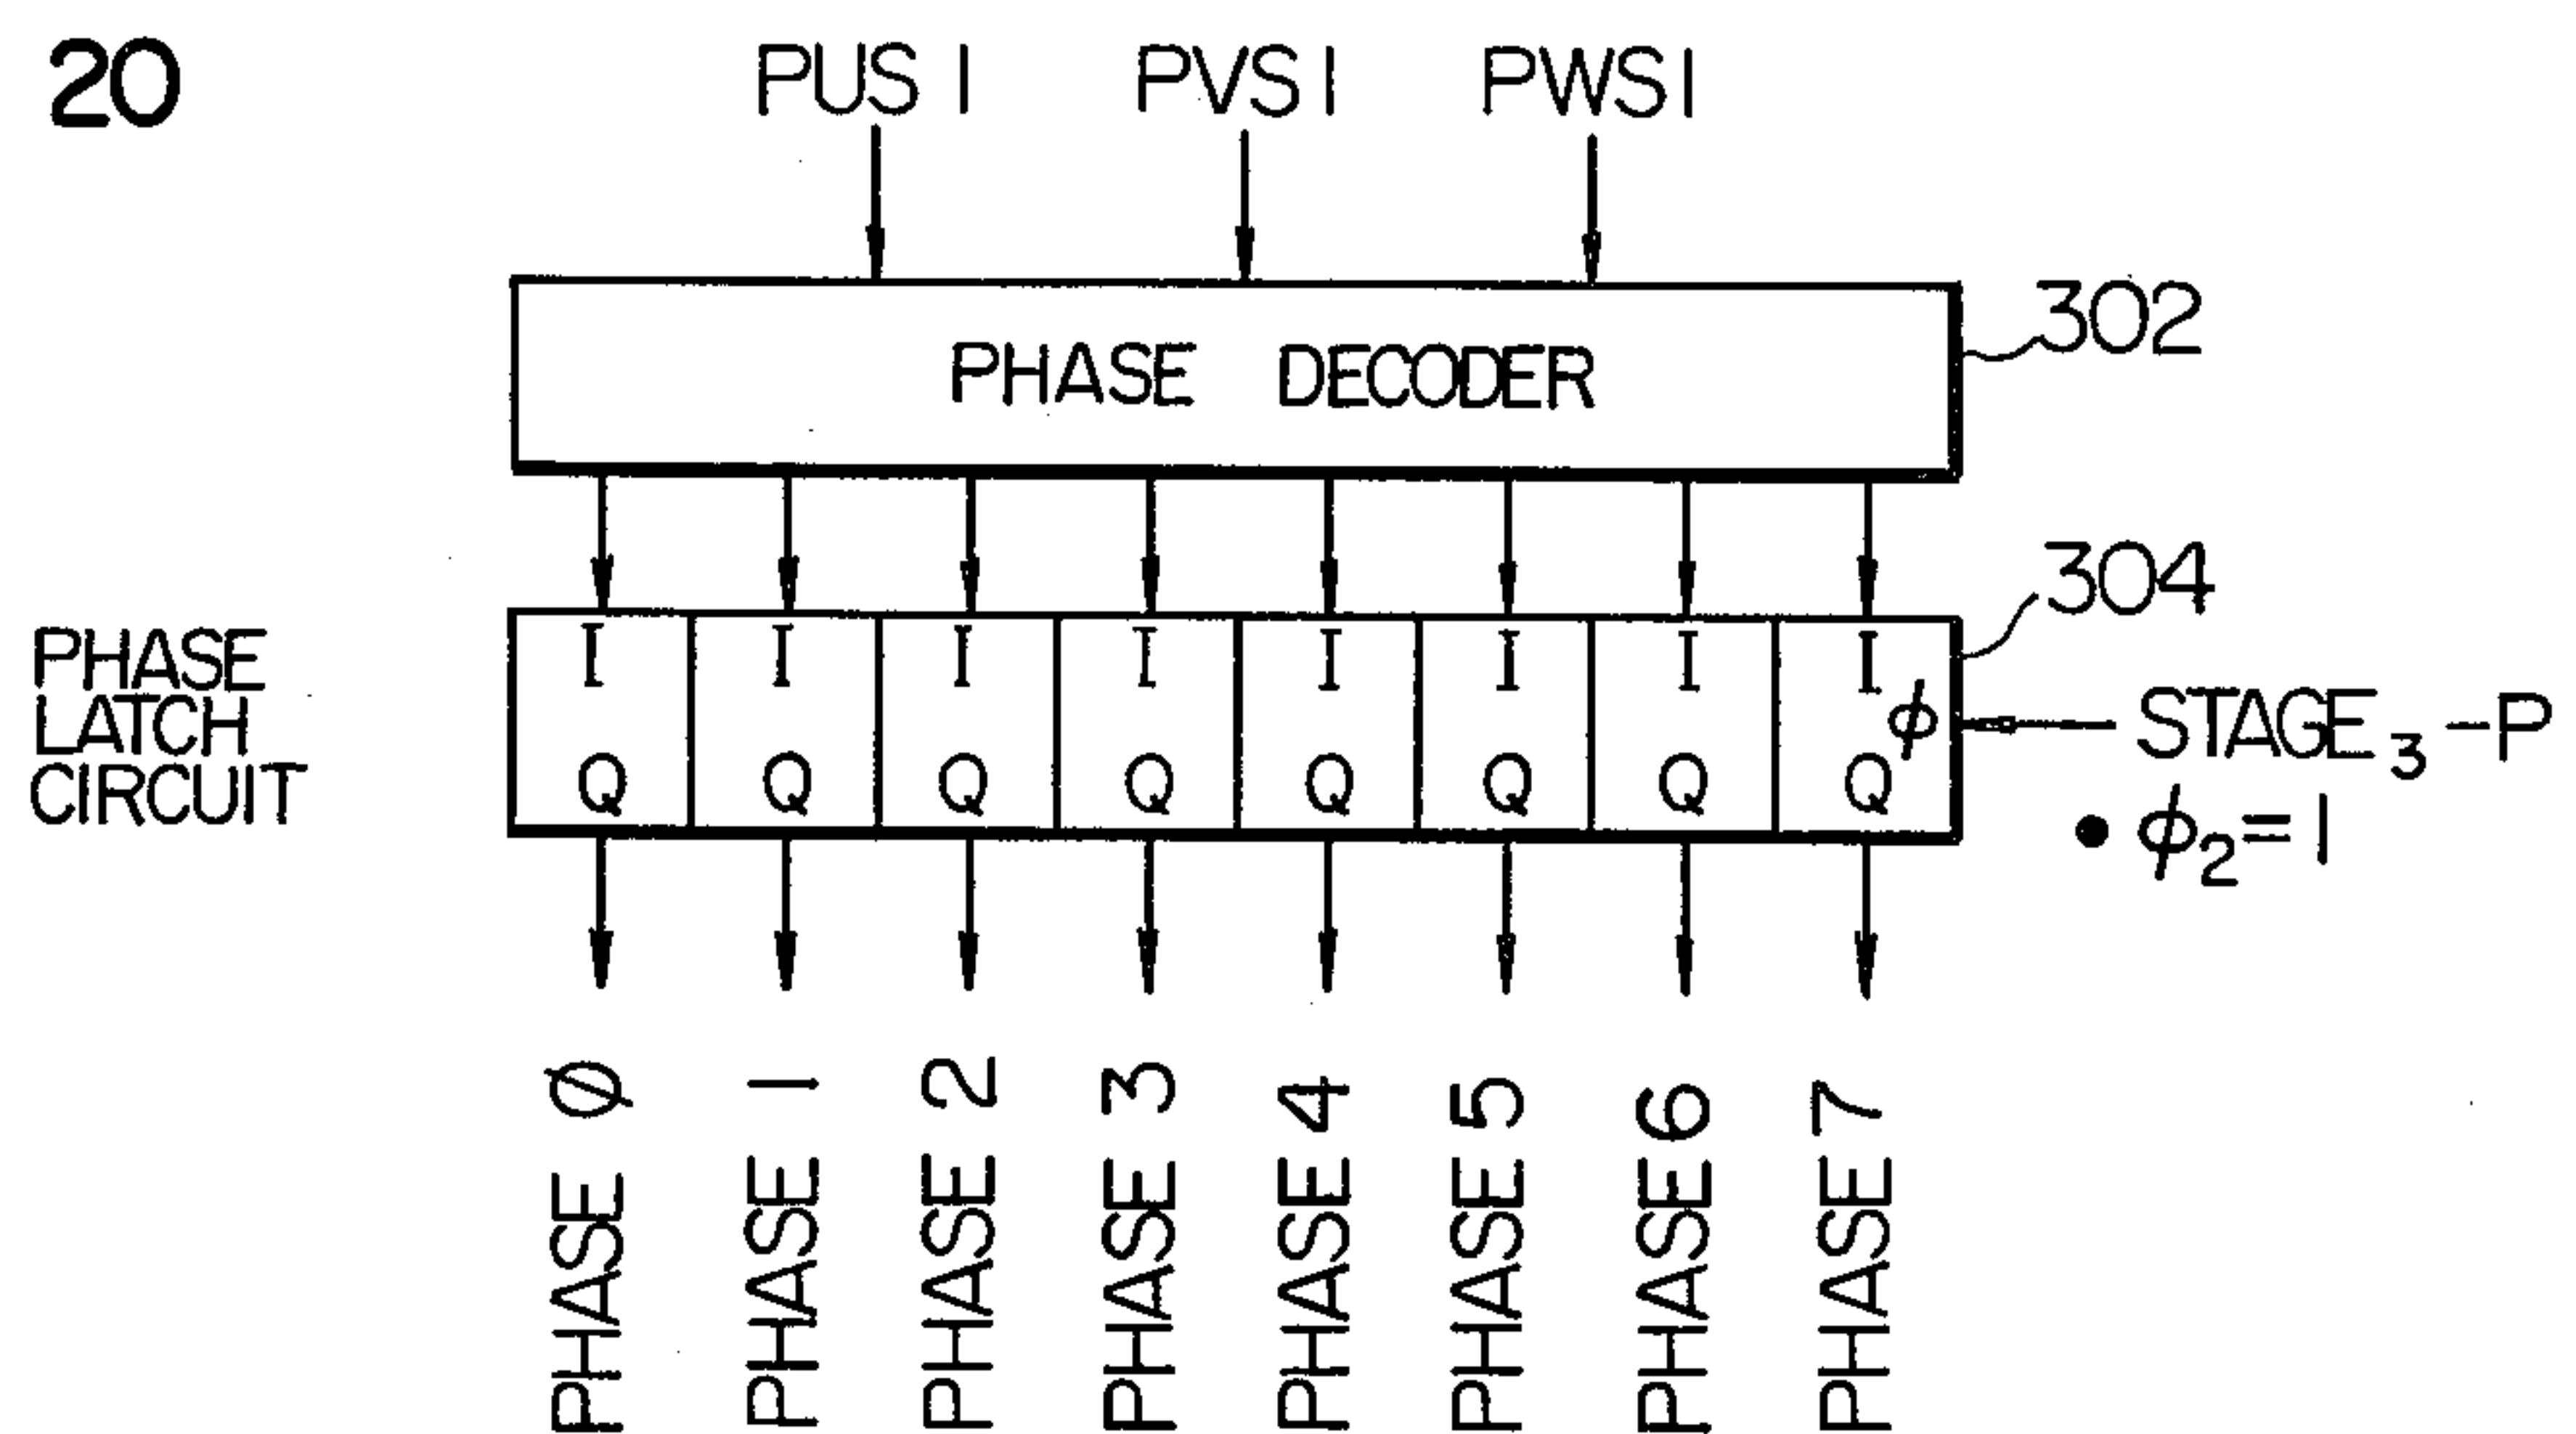 20
PUS1 PVS1 PWS1
PHASE DECODER
302
304
PHASE
LATCH
CIRCUIT
I I I I I I I I
ϕ
Q Q Q Q Q Q Q Q
STAGE₃-P
• ϕ₂=1
PHASE Ø
PHASE 1
PHASE 2
PHASE 3
PHASE 4
PHASE 5
PHASE 6
PHASE 7